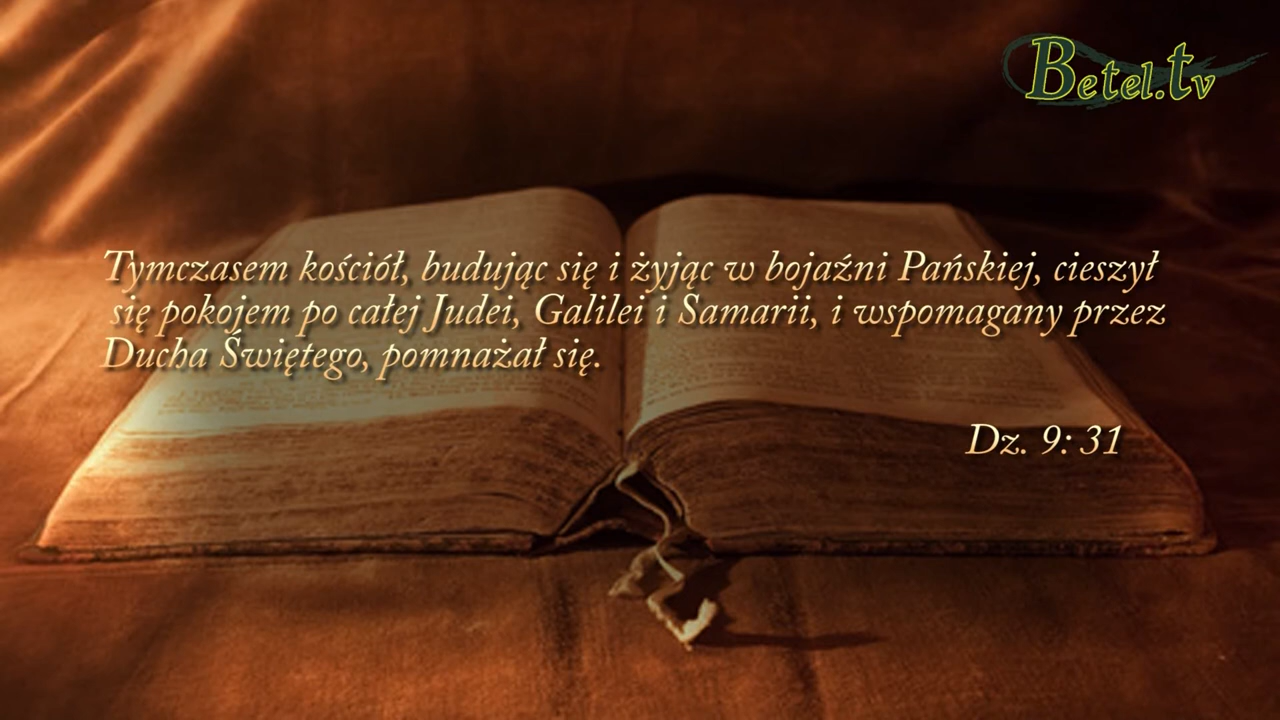 Betel.tv
Tymczasem kościół, budując się i żyjąc w bojaźni Pańskiej, cieszył
się pokojem po całej Judei, Galilei i Samarii, i wspomagany przez
Ducha Świętego, pomnażał się.
Dz. 9: 31